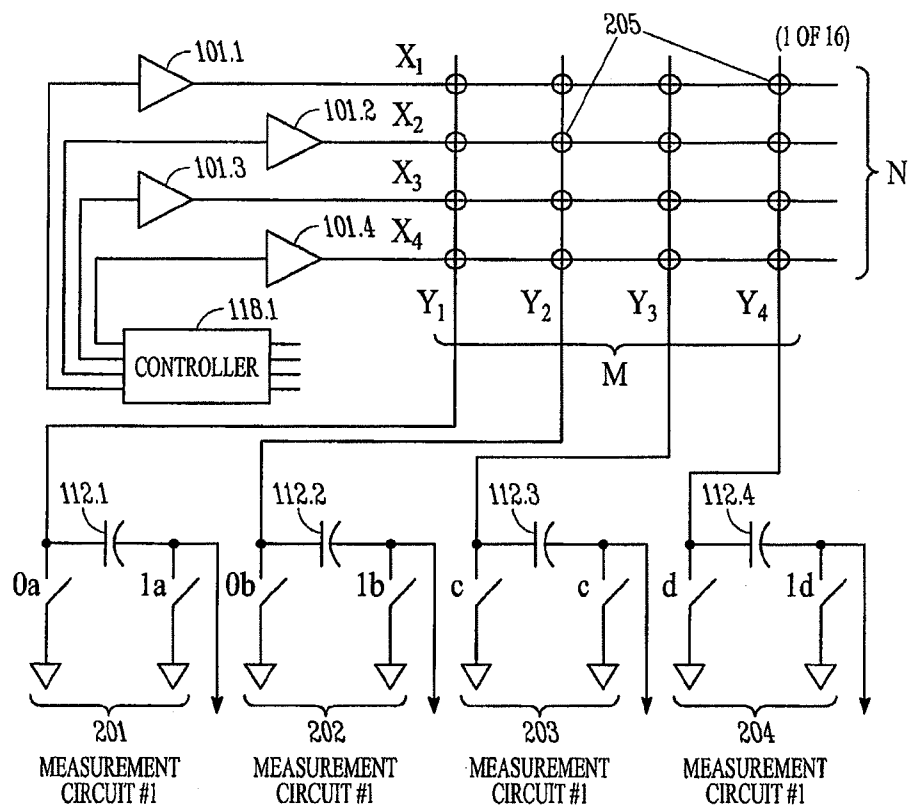 101.1
X1
205
(1 OF 16)
101.2
X2
101.3
X3
N
101.4
X4
118.1
CONTROLLER
Y1
Y2
Y3
Y4
M
112.1
112.2
112.3
112.4
0a
1a
0b
1b
c
c
d
1d
201
202
203
204
MEASUREMENT
CIRCUIT #1
MEASUREMENT
CIRCUIT #1
MEASUREMENT
CIRCUIT #1
MEASUREMENT
CIRCUIT #1